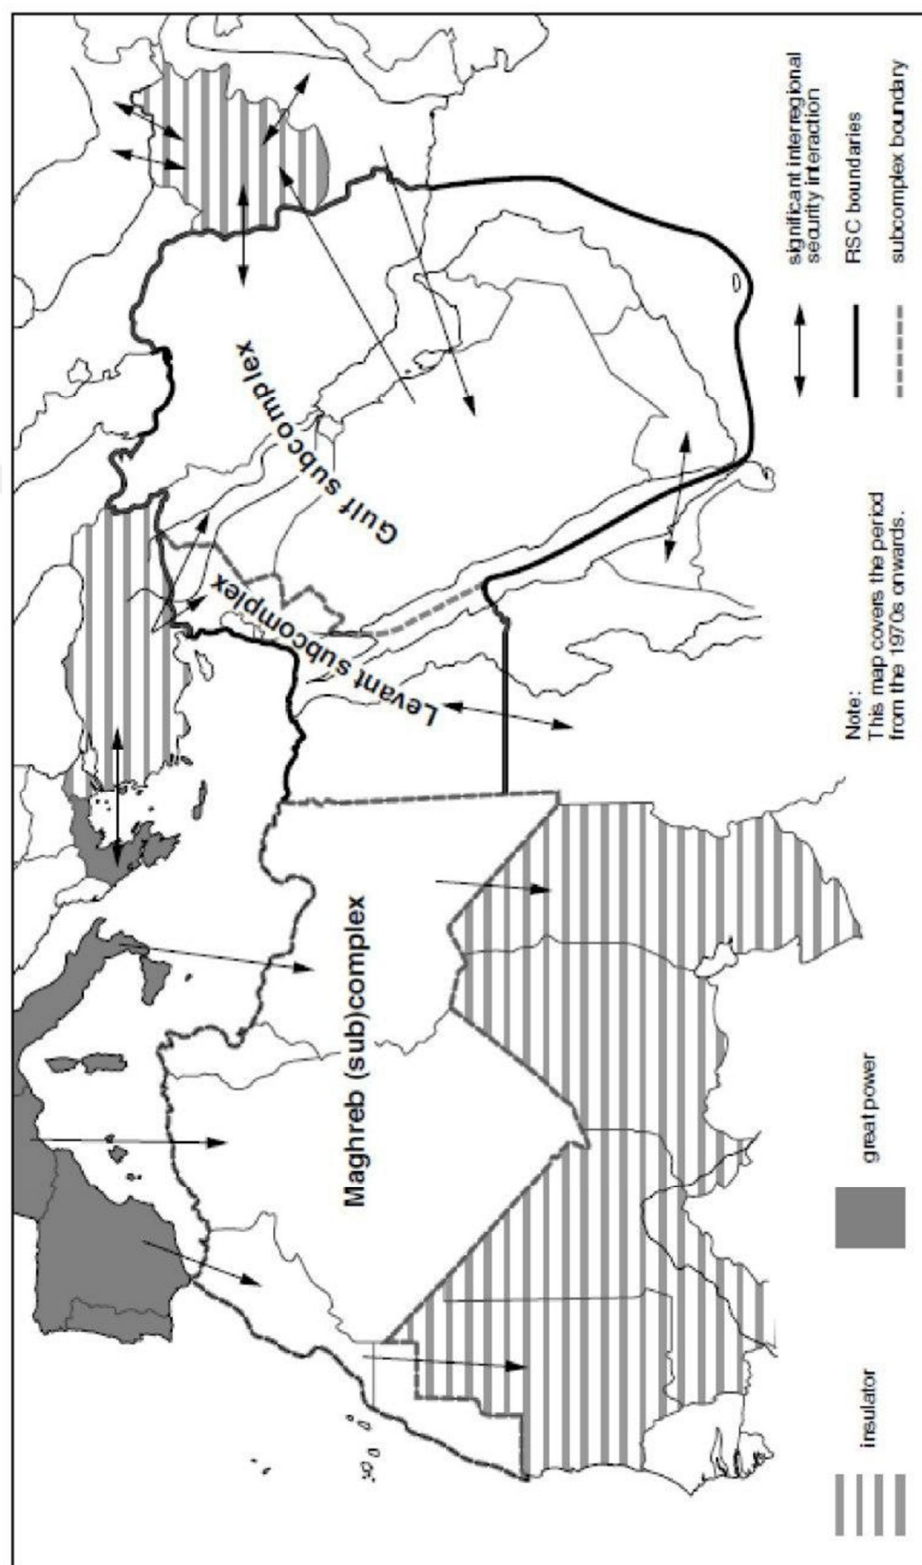 Gulf subcomplex
Levant subcomplex
Maghreb (sub)complex
significant interregional
security interaction
RSC boundaries
subcomplex boundary
Note:
This map covers the period
from the 1970s onwards.
great power
insulator